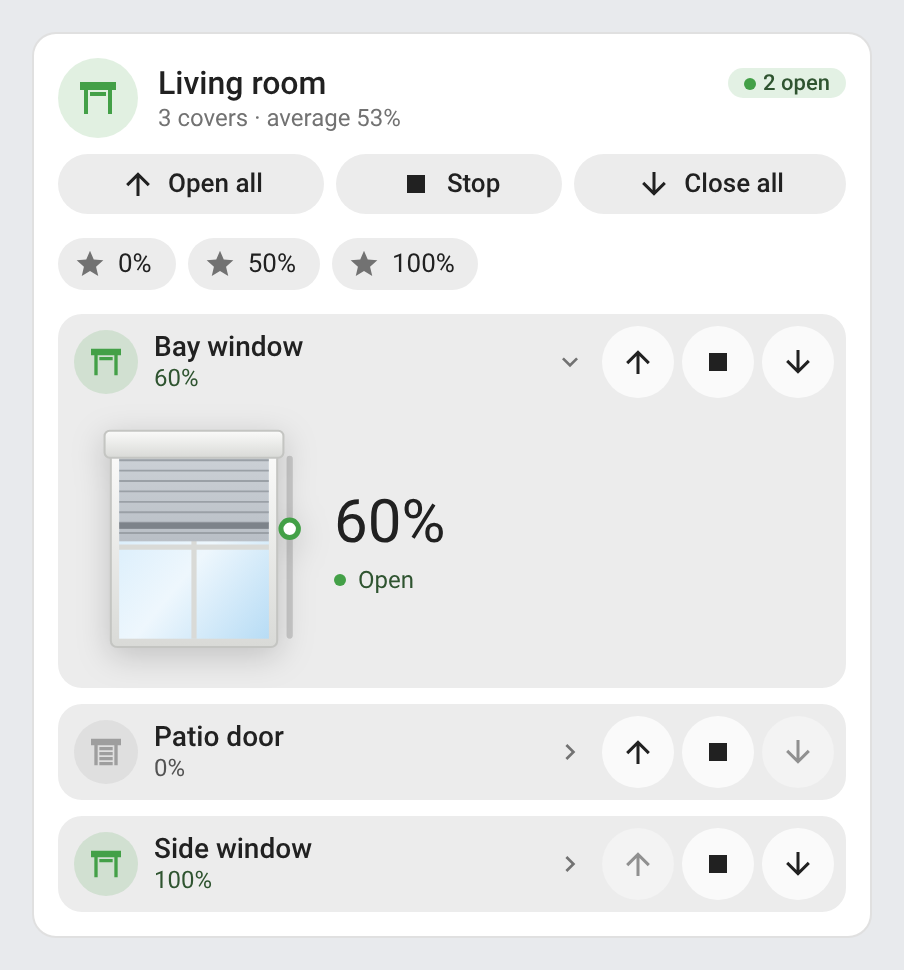 Living room
3 covers · average 53%
2 open
Open all
Stop
Close all
0%
50%
100%
Bay window
60%
60%
Open
Patio door
0%
Side window
100%